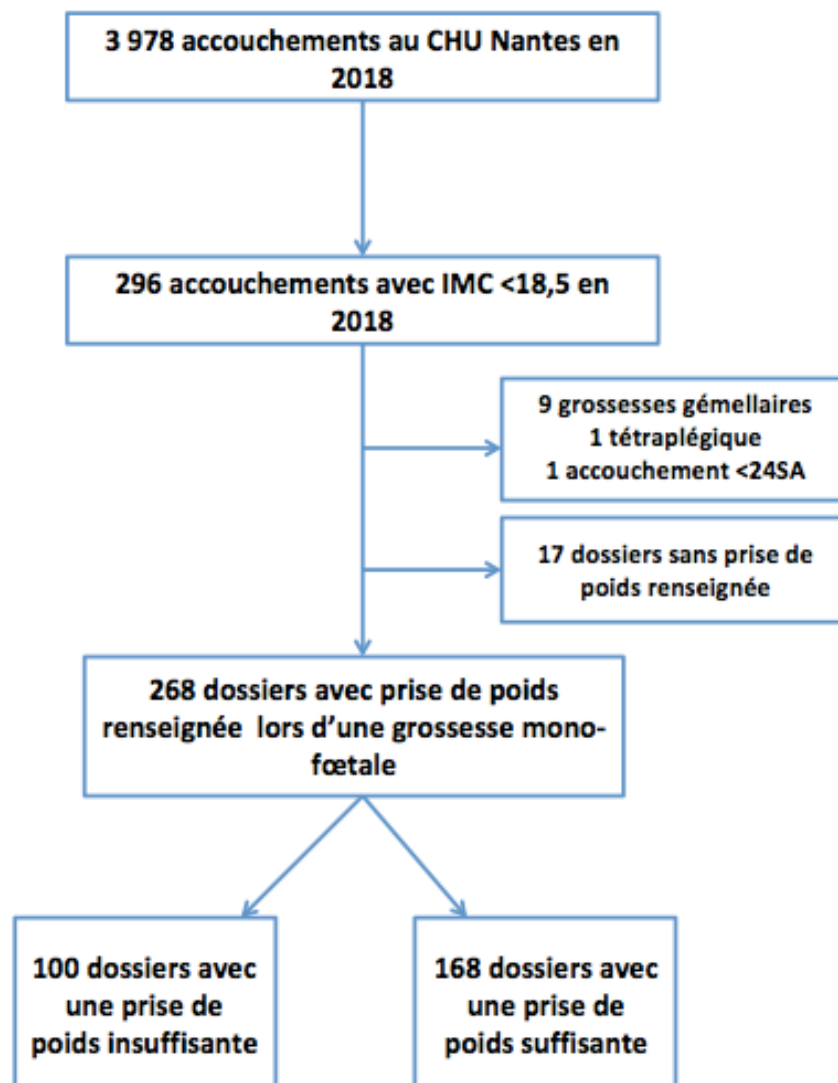 3 978 accouchements au CHU Nantes en
2018
296 accouchements avec IMC <18,5 en
2018
9 grossesses gémellaires
1 tétraplégique
1 accouchement <24SA
17 dossiers sans prise de
poids renseignée
268 dossiers avec prise de poids
renseignée lors d’une grossesse mono-
fœtale
100 dossiers avec
une prise de
poids insuffisante
168 dossiers avec
une prise de
poids suffisante